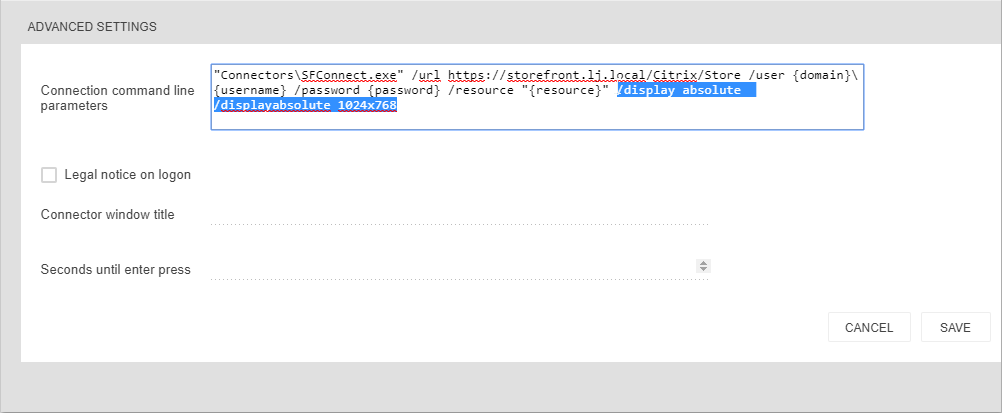 ADVANCED SETTINGS
Connection command line
parameters
"Connectors\SFConnect.exe" /url https://storefront.lj.local/Citrix/Store /user {domain}\
{username} /password {password} /resource "{resource}" /display absolute
/displayabsolute 1024x768
Legal notice on logon
Connector window title
Seconds until enter press
CANCEL
SAVE